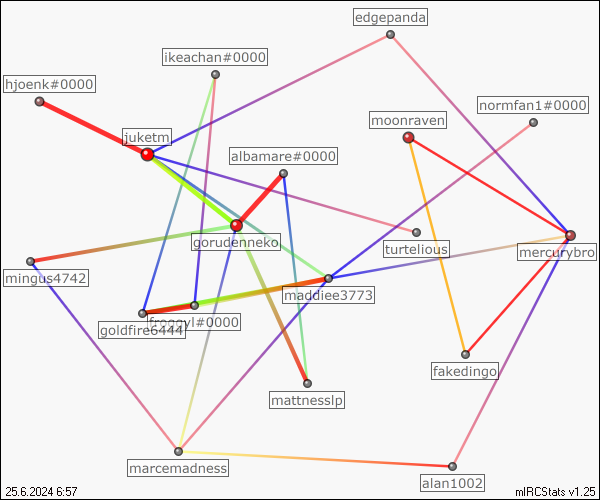 edgepanda
ikeachan#0000
hjoenk#0000
normfan1#0000
moonraven
juketm
albamare#0000
gorudenneko
turtelious
mercurybro
mingus4742
maddiee3773
goldfire6444
froggyl#0000
fakedingo
mattnesslp
marcemadness
alan1002
25.6.2024 6:57
mIRCStats v1.25